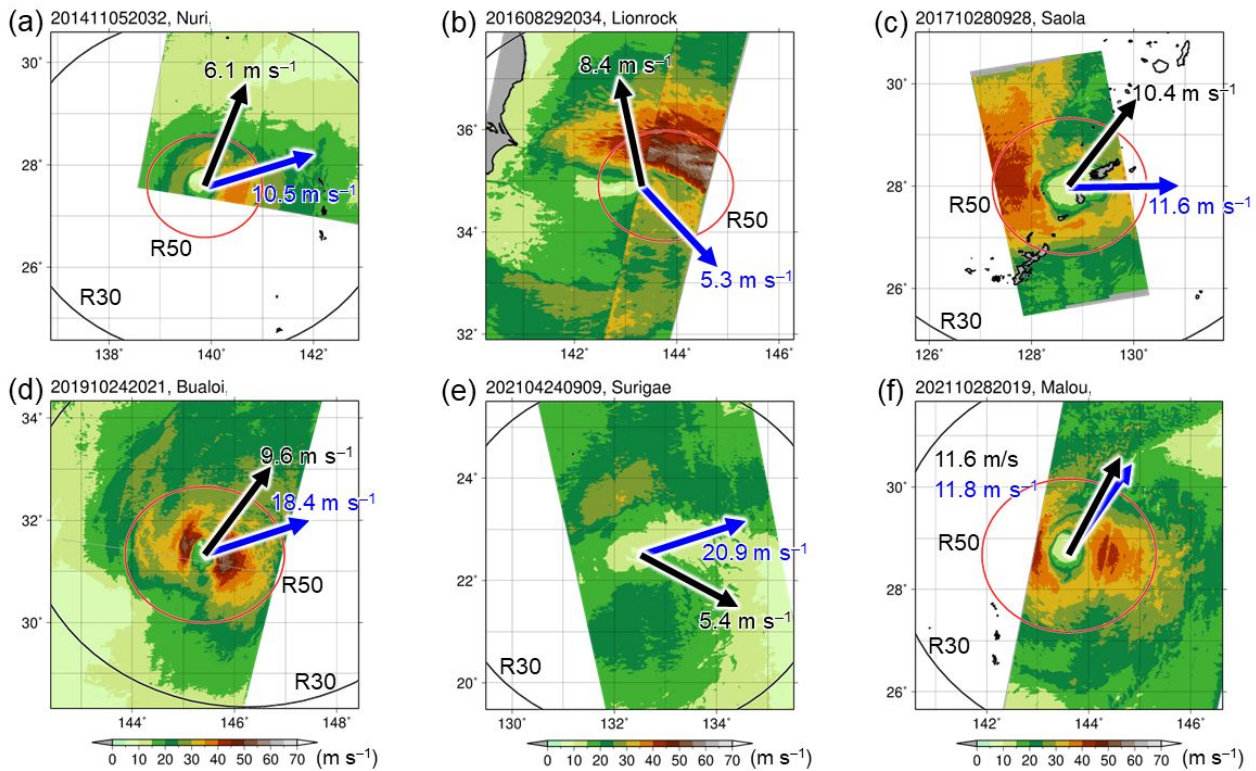 (a) 201411052032, Nuri
30°
28°
26°
138° 140° 142°
6.1 m s⁻¹
10.5 m s⁻¹
R50
R30
(b) 201608292034, Lionrock
36°
34°
32°
142° 144° 146°
8.4 m s⁻¹
R50
5.3 m s⁻¹
(c) 201710280928, Saola
30°
28°
26°
126° 128° 130°
10.4 m s⁻¹
R50
11.6 m s⁻¹
R30
(d) 201910242021, Bualoi
34°
32°
30°
144° 146° 148°
9.6 m s⁻¹
18.4 m s⁻¹
R50
R30
(e) 202104240909, Surigae
24°
22°
20°
130° 132° 134°
20.9 m s⁻¹
5.4 m s⁻¹
R30
(f) 202110282019, Malou
30°
28°
26°
142° 144° 146°
11.6 m/s
11.8 m s⁻¹
R50
R30
0 10 20 30 40 50 60 70 (m s⁻¹)
0 10 20 30 40 50 60 70 (m s⁻¹)
0 10 20 30 40 50 60 70 (m s⁻¹)